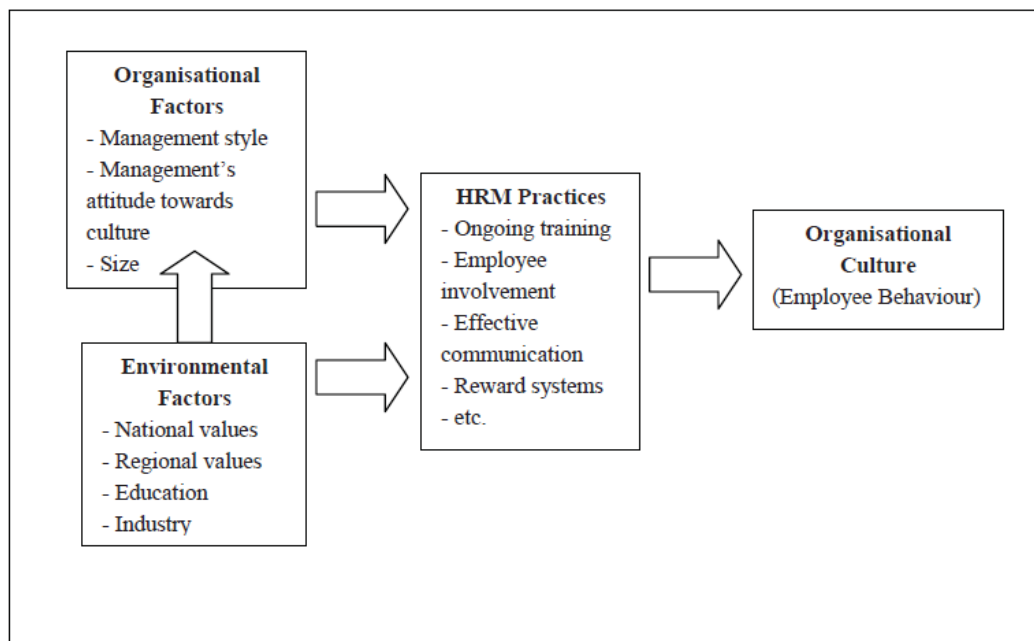 Organisational
Factors
- Management style
- Management’s
attitude towards
culture
- Size
Environmental
Factors
- National values
- Regional values
- Education
- Industry
HRM Practices
- Ongoing training
- Employee
involvement
- Effective
communication
- Reward systems
- etc.
Organisational
Culture
(Employee Behaviour)